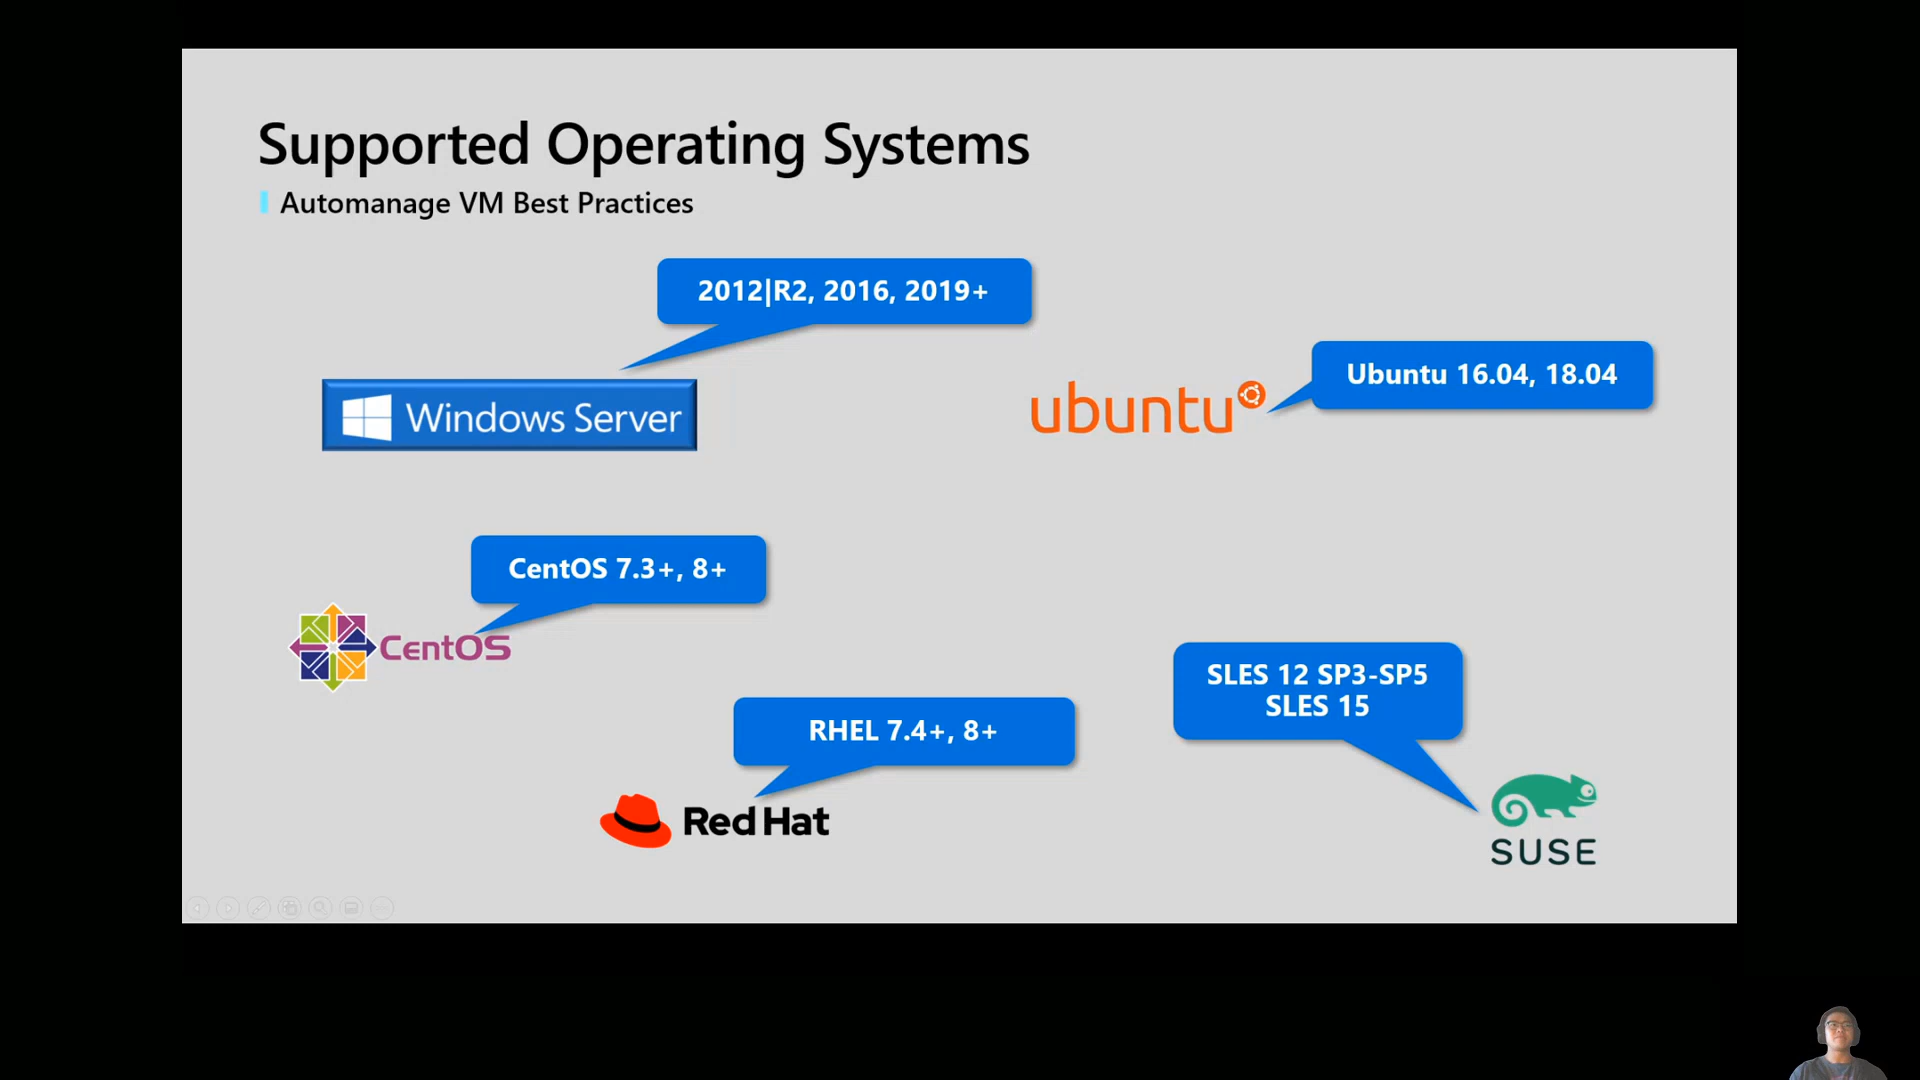 Supported Operating Systems
Automanage VM Best Practices
2012|R2, 2016, 2019+
Windows Server
Ubuntu 16.04, 18.04
ubuntu
CentOS 7.3+, 8+
CentOS
RHEL 7.4+, 8+
Red Hat
SLES 12 SP3-SP5
SLES 15
SUSE